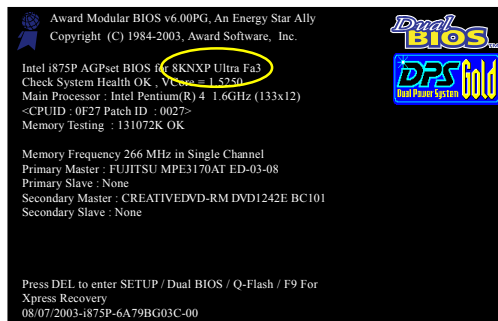 Award Modular BIOS v6.00PG, An Energy Star Ally
Copyright (C) 1984-2003, Award Software, Inc.
Dual
BIOS
TM
Intel i875P AGPset BIOS for 8KNXP Ultra Fa3
Check System Health OK , VCore = 1.5250
Main Processor : Intel Pentium(R) 4 1.6GHz (133x12)
<CPUID : 0F27 Patch ID : 0027>
Memory Testing : 131072K OK
DPS Gold
Dual Power System
Memory Frequency 266 MHz in Single Channel
Primary Master : FUJITSU MPE3170AT ED-03-08
Primary Slave : None
Secondary Master : CREATIVEDVD-RM DVD1242E BC101
Secondary Slave : None
Press DEL to enter SETUP / Dual BIOS / Q-Flash / F9 For
Xpress Recovery
08/07/2003-i875P-6A79BG03C-00